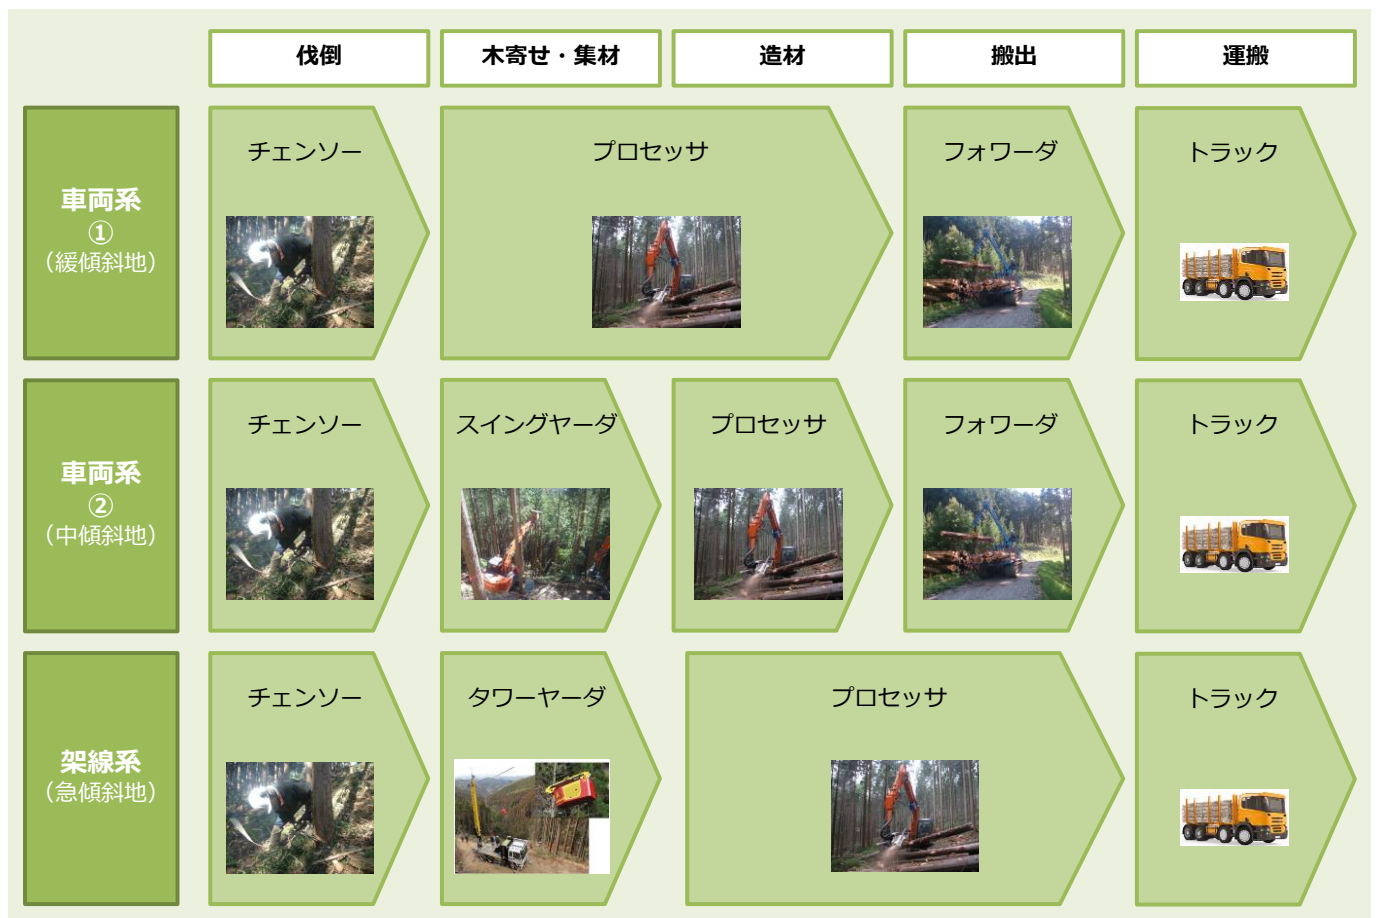 伐倒
木寄せ・集材
造材
搬出
運搬
車両系
①
（緩傾斜地）
チェンソー
プロセッサ
フォワーダ
トラック
車両系
②
（中傾斜地）
チェンソー
スイングヤーダ
プロセッサ
フォワーダ
トラック
架線系
（急傾斜地）
チェンソー
タワーヤーダ
プロセッサ
トラック